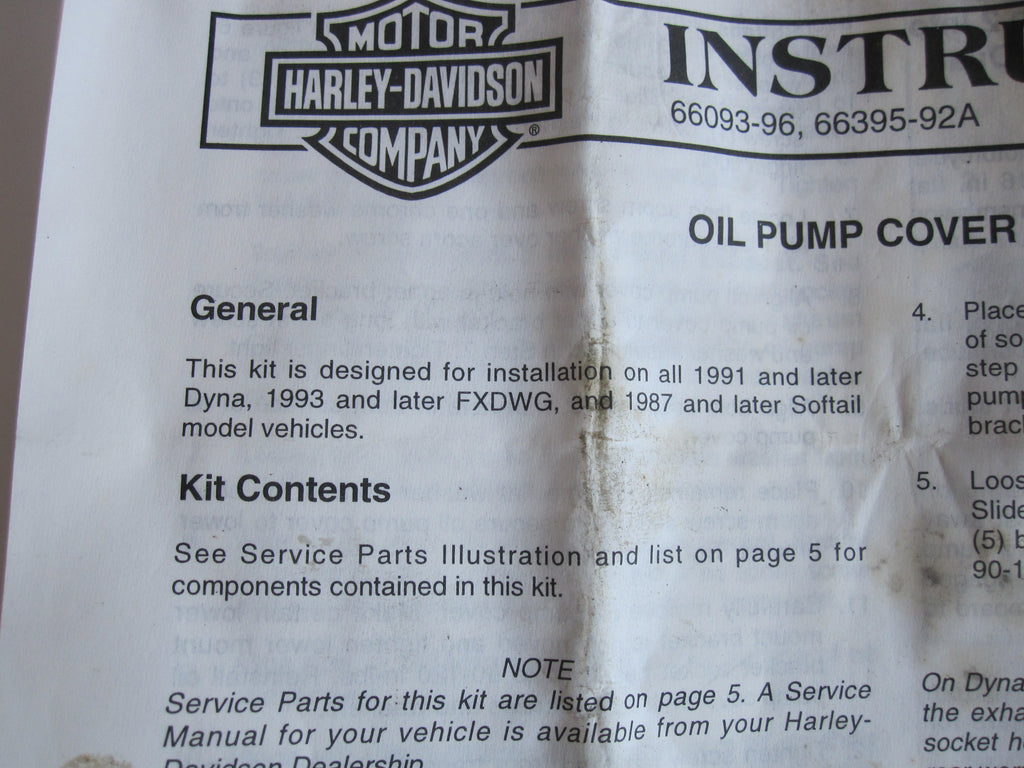 MOTOR
HARLEY-DAVIDSON
COMPANY
®
INSTRU
66093-96, 66395-92A
OIL PUMP COVER
General
This kit is designed for installation on all 1991 and later
Dyna, 1993 and later FXDWG, and 1987 and later Softail
model vehicles.
Kit Contents
See Service Parts Illustration and list on page 5 for
components contained in this kit.
NOTE
Service Parts for this kit are listed on page 5. A Service
Manual for your vehicle is available from your Harley-
Davidson Dealership.
4. Place
of so
step
pump
brac
5. Loos
Slide
(5) b
90-1
On Dyna
the exha
socket h